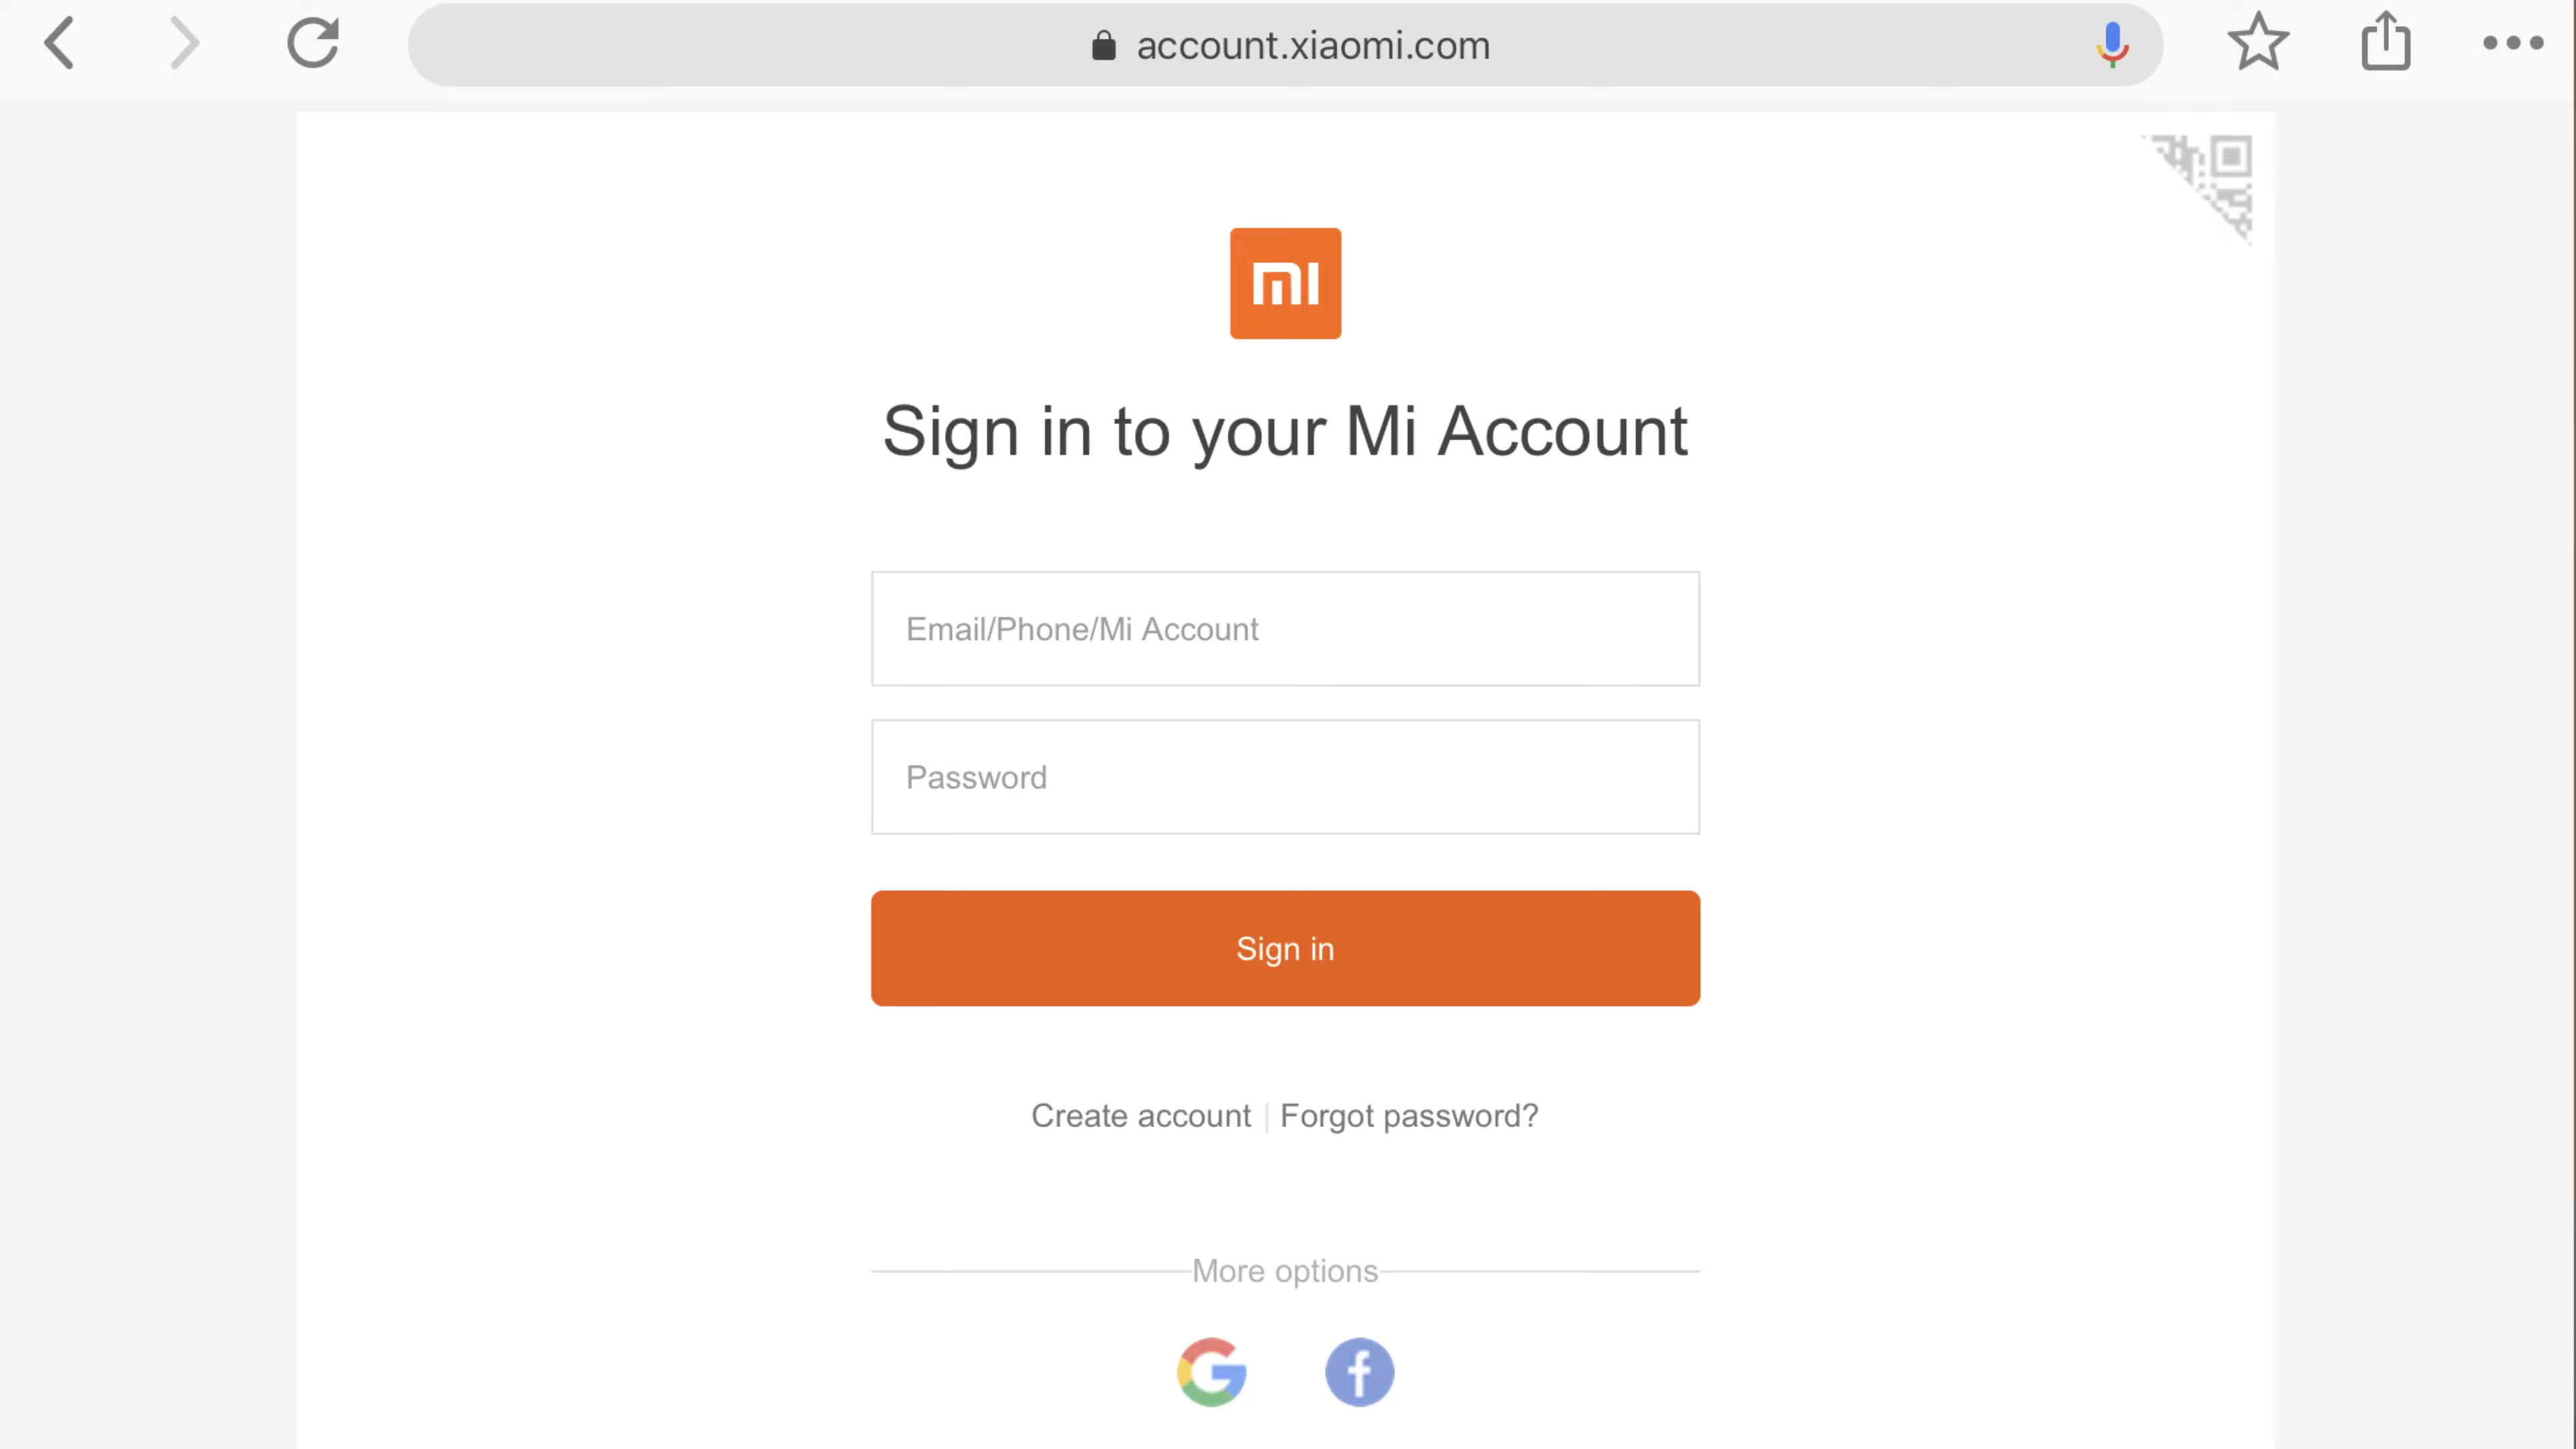 account.xiaomi.com
mi
Sign in to your Mi Account
Email/Phone/Mi Account
Password
Sign in
Create account | Forgot password?
More options